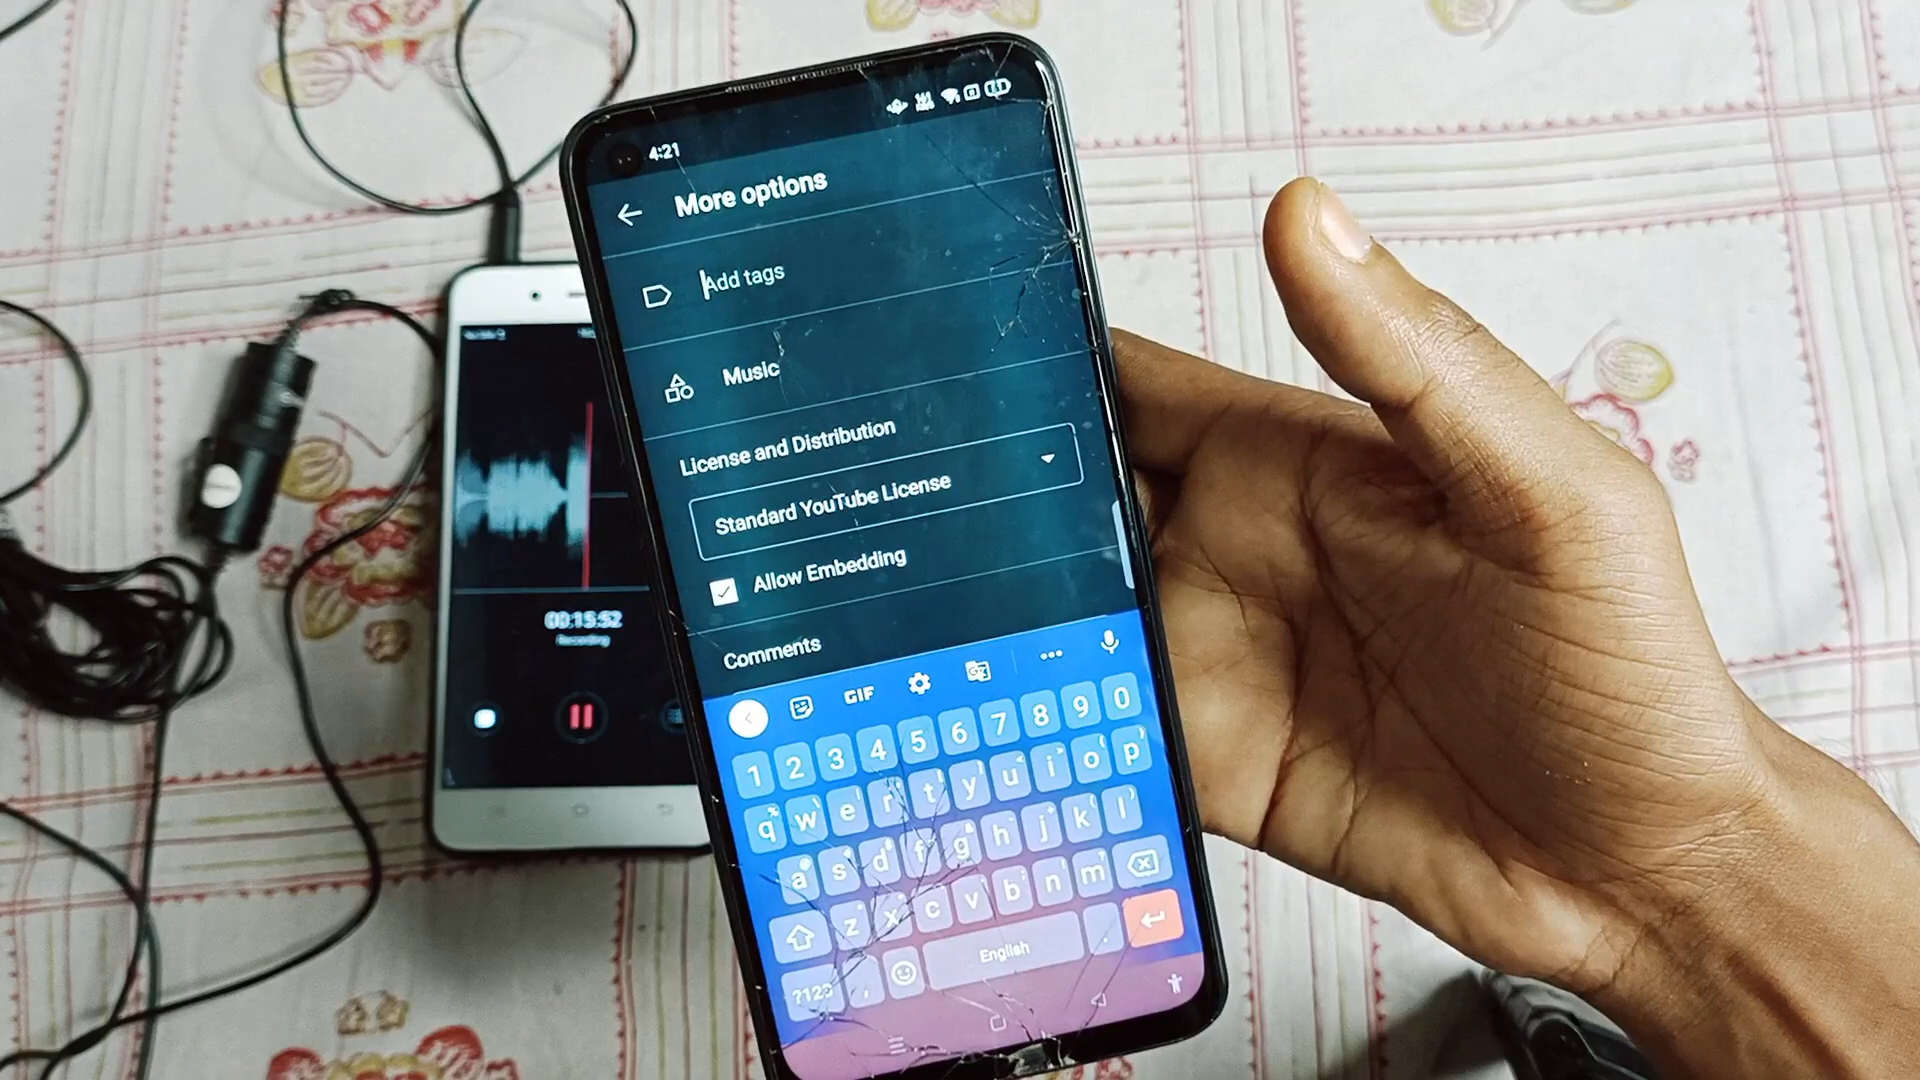 4:21
More options
Add tags
Music
License and Distribution
Standard YouTube License
Allow Embedding
Comments
GIF
1 2 3 4 5 6 7 8 9 0
q w e r t y u i o p
a s d f g h j k l
z x c v b n m
?123 , English .
00:15:52
Recording